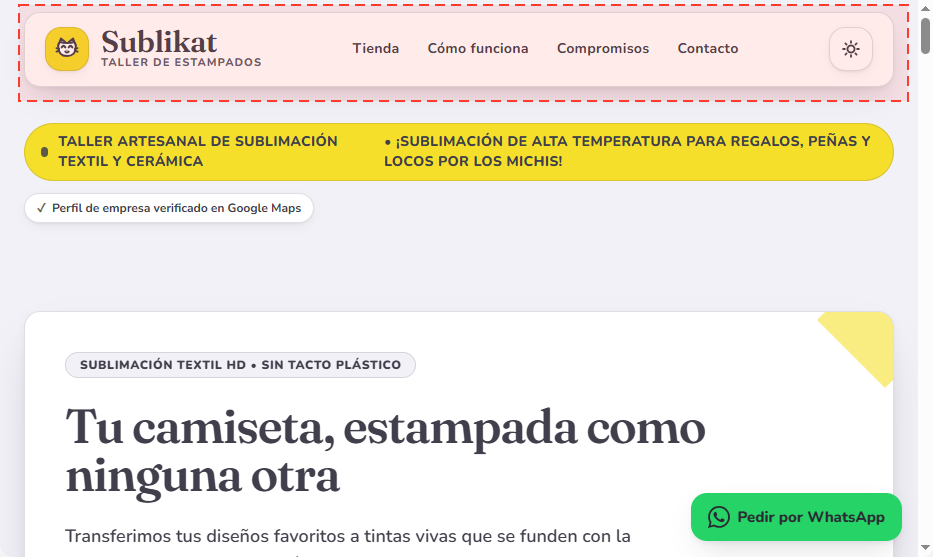 Sublikat
TALLER DE ESTAMPADOS
Tienda
Cómo funciona
Compromisos
Contacto
TALLER ARTESANAL DE SUBLIMACIÓN
TEXTIL Y CERÁMICA
• ¡SUBLIMACIÓN DE ALTA TEMPERATURA PARA REGALOS, PEÑAS Y
LOCOS POR LOS MICHIS!
✓ Perfil de empresa verificado en Google Maps
SUBLIMACIÓN TEXTIL HD • SIN TACTO PLÁSTICO
Tu camiseta, estampada como
ninguna otra
Transferimos tus diseños favoritos a tintas vivas que se funden con la
Pedir por WhatsApp